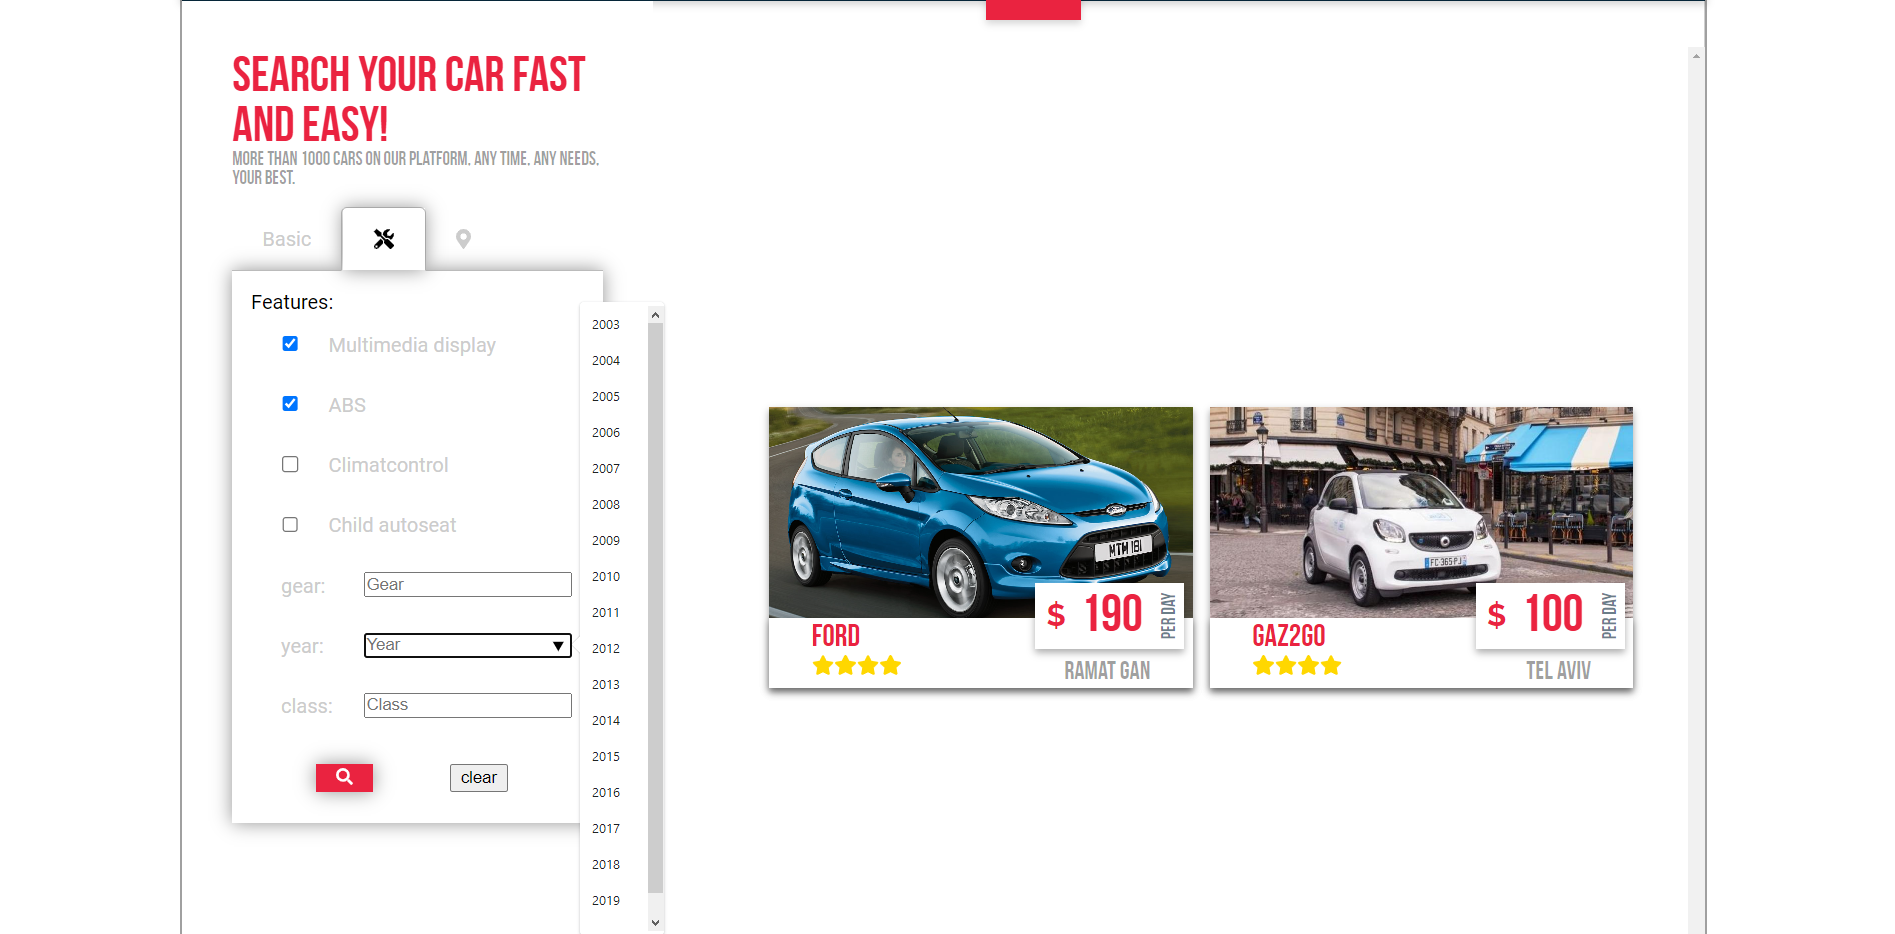 SEARCH YOUR CAR FAST
AND EASY!
MORE THAN 1000 CARS ON OUR PLATFORM, ANY TIME, ANY NEEDS,
YOUR BEST.
Basic
Features:
Multimedia display
ABS
Climatcontrol
Child autoseat
gear: Gear
year: Year
class: Class
clear
2003
2004
2005
2006
2007
2008
2009
2010
2011
2012
2013
2014
2015
2016
2017
2018
2019
MTM 181
$ 190 PER DAY
FORD
RAMAT GAN
FC-365-PJ
$ 100 PER DAY
GAZ2GO
TEL AVIV